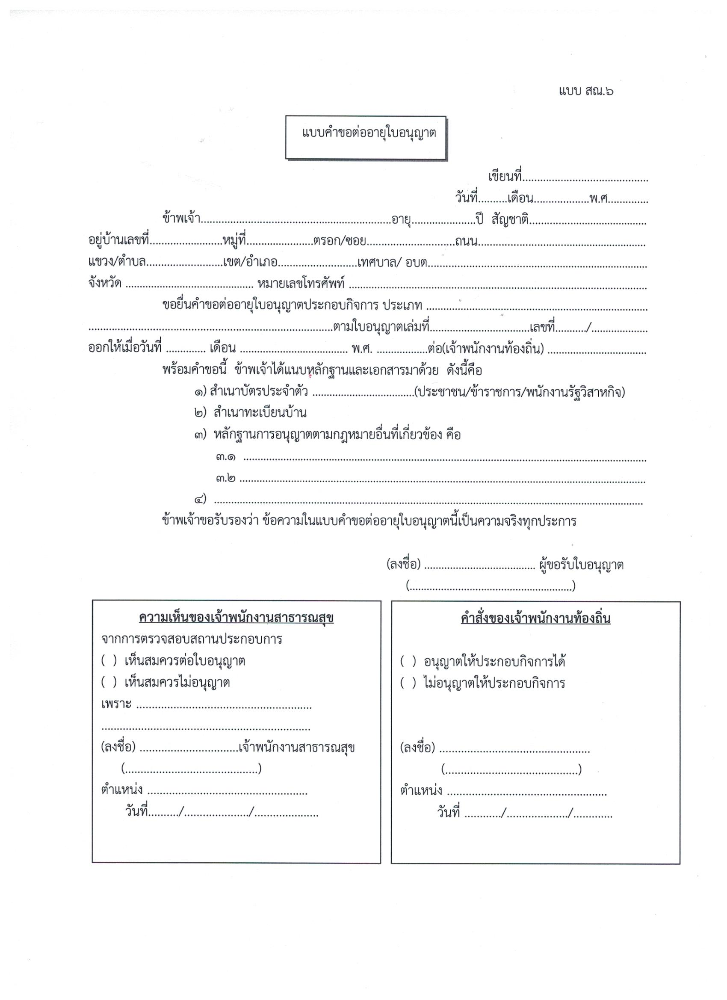 แบบ สณ.๖
แบบคำขอต่ออายุใบอนุญาต
เขียนที่..........................................
วันที่..........เดือน...................พ.ศ..............
ข้าพเจ้า................................................................อายุ.....................ปี สัญชาติ.......................................
อยู่บ้านเลขที่.........................หมู่ที่......................ตรอก/ซอย.............................ถนน........................................................
แขวง/ตำบล..........................เขต/อำเภอ..........................เทศบาล/ อบต..........................................................................
จังหวัด ........................................... หมายเลขโทรศัพท์ ....................................................................................................
ขอยื่นคำขอต่ออายุใบอนุญาตประกอบกิจการ ประเภท ..........................................................................
..................................................................................ตามใบอนุญาตเล่มที่..................................เลขที่........../...................
ออกให้เมื่อวันที่ ............. เดือน .................................... พ.ศ. .................ต่อ(เจ้าพนักงานท้องถิ่น) .................................
พร้อมคำขอนี้ ข้าพเจ้าได้แนบหลักฐานและเอกสารมาด้วย ดังนี้คือ
๑) สำเนาบัตรประจำตัว ..................................(ประชาชน/ข้าราชการ/พนักงานรัฐวิสาหกิจ)
๒) สำเนาทะเบียนบ้าน
๓) หลักฐานการอนุญาตตามกฎหมายอื่นที่เกี่ยวข้อง คือ
๓.๑ ........................................................................................................................................
๓.๒ ........................................................................................................................................
๔) ................................................................................................................................................
ข้าพเจ้าขอรับรองว่า ข้อความในแบบคำขอต่ออายุใบอนุญาตนี้เป็นความจริงทุกประการ
(ลงชื่อ) ..................................... ผู้ขอรับใบอนุญาต
(......................................................)
ความเห็นของเจ้าพนักงานสาธารณสุข
จากการตรวจสอบสถานประกอบการ
( ) เห็นสมควรต่อใบอนุญาต
( ) เห็นสมควรไม่อนุญาต
เพราะ .........................................................
....................................................................
(ลงชื่อ) ................................เจ้าพนักงานสาธารณสุข
(...........................................)
ตำแหน่ง ....................................................
วันที่........../...................../.....................
คำสั่งของเจ้าพนักงานท้องถิ่น
( ) อนุญาตให้ประกอบกิจการได้
( ) ไม่อนุญาตให้ประกอบกิจการ
(ลงชื่อ) .................................................
(...........................................)
ตำแหน่ง ....................................................
วันที่ ............/..................../.............